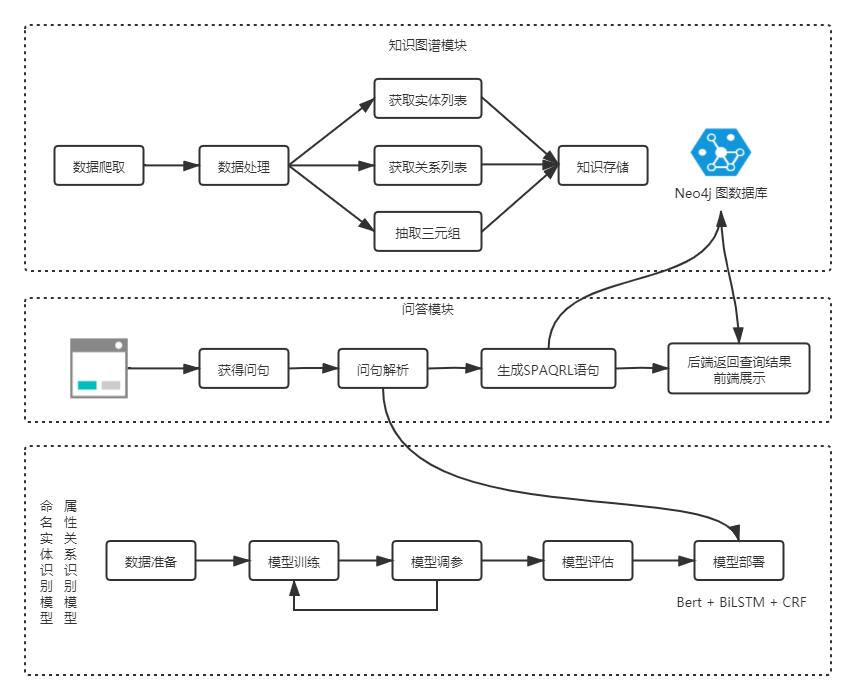 知识图谱模块
获取实体列表
数据爬取
数据处理
获取关系列表
知识存储
抽取三元组
Neo4j 图数据库
问答模块
获得问句
问句解析
生成SPAQRL语句
后端返回查询结果
前端展示
命名实体识别模型
属性关系识别模型
数据准备
模型训练
模型调参
模型评估
模型部署
Bert + BiLSTM + CRF